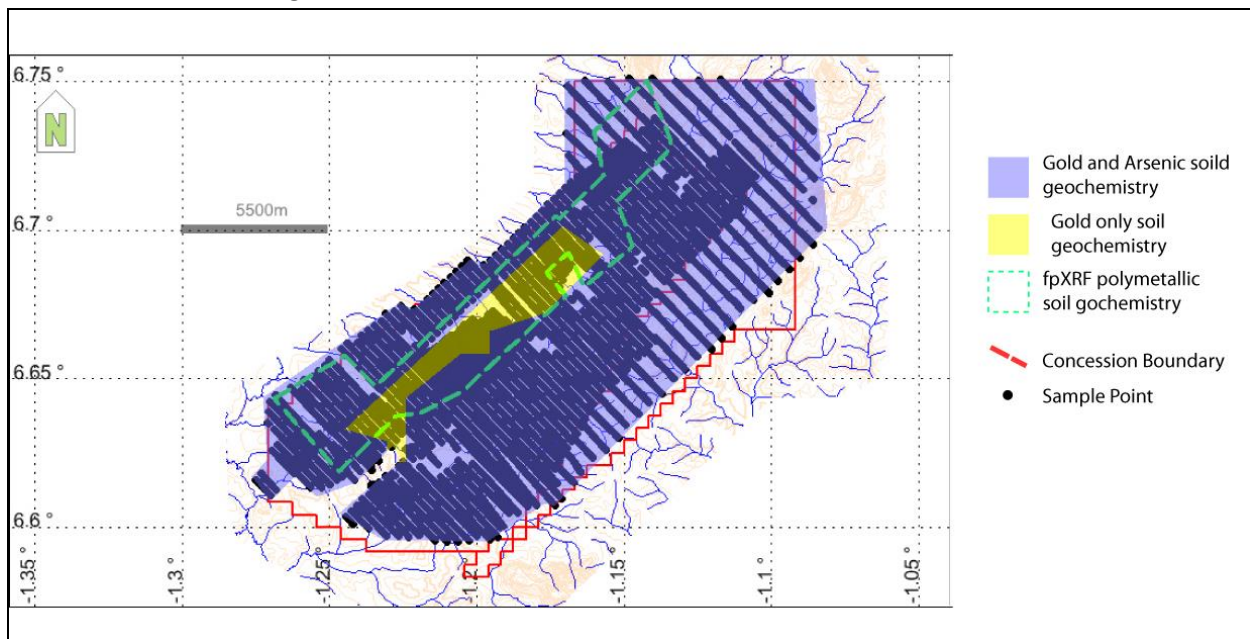 6.75 °
N
5500m
6.7 °
6.65 °
6.6 °
-1.35 °
-1.3 °
-1.25 °
-1.2 °
-1.15 °
-1.1 °
-1.05 °
Gold and Arsenic soild
geochemistry
Gold only soil
geochemistry
fpXRF polymetallic
soil gochemistry
Concession Boundary
Sample Point